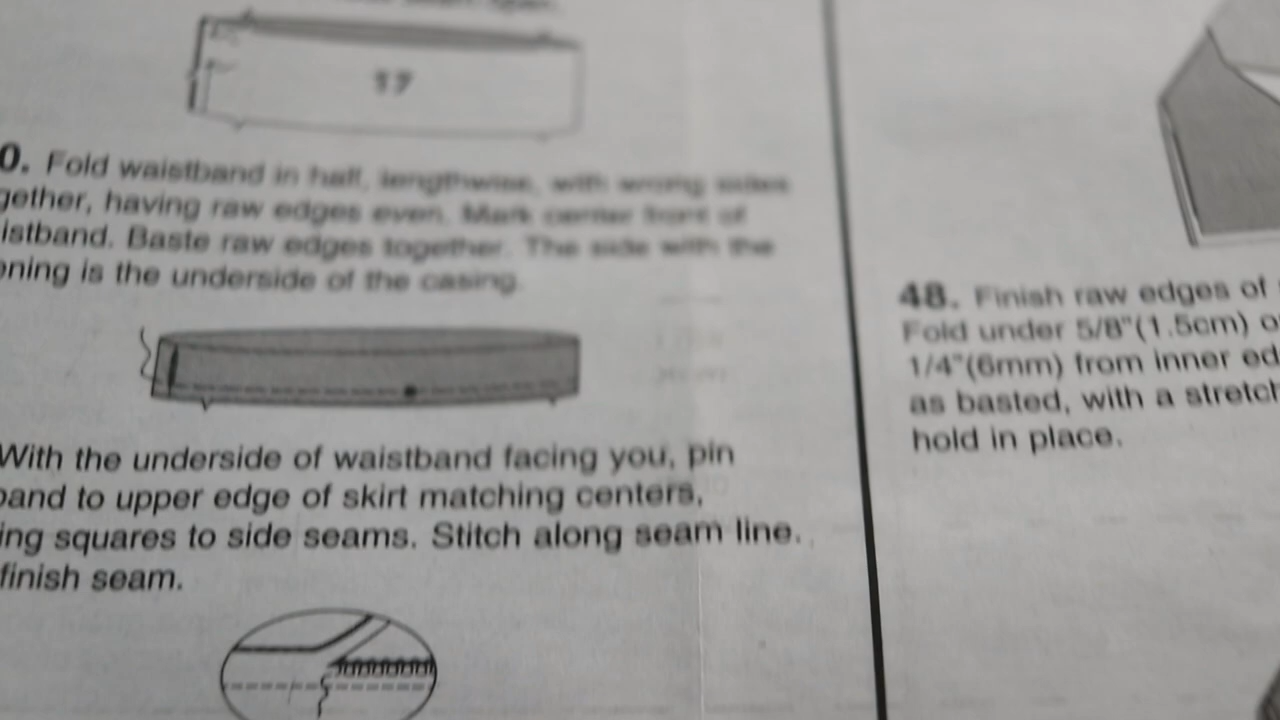 17
0. Fold waistband in half, lengthwise, with wrong sides
gether, having raw edges even. Mark center front of
istband. Baste raw edges together. The side with the
ening is the underside of the casing.
With the underside of waistband facing you, pin
band to upper edge of skirt matching centers,
ing squares to side seams. Stitch along seam line.
finish seam.
48. Finish raw edges of
Fold under 5/8"(1.5cm) o
1/4"(6mm) from inner ed
as basted, with a stretch
hold in place.